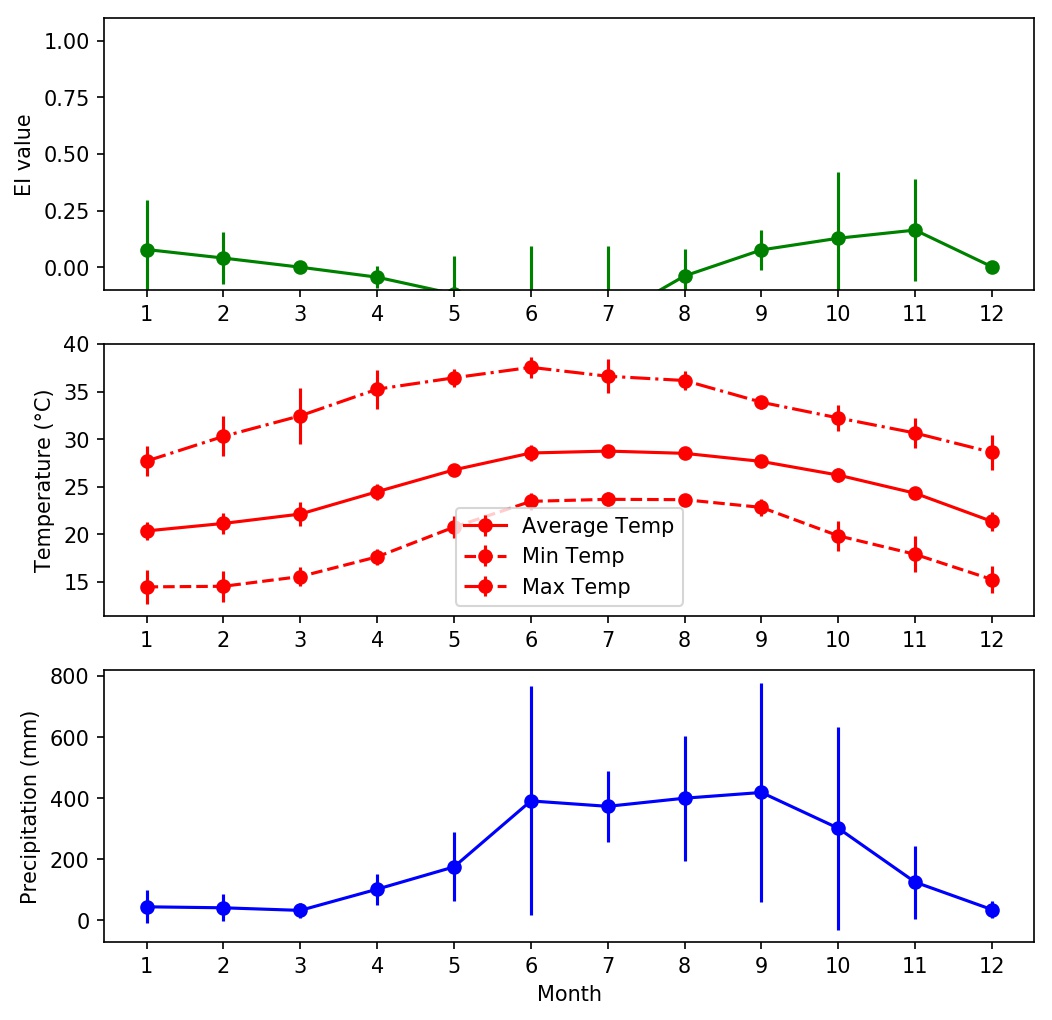 EI value
1.00
0.75
0.50
0.25
0.00
1 2 3 4 5 6 7 8 9 10 11 12
Temperature (°C)
40
35
30
25
20
15
Average Temp
Min Temp
Max Temp
1 2 3 4 5 6 7 8 9 10 11 12
Precipitation (mm)
800
600
400
200
0
1 2 3 4 5 6 7 8 9 10 11 12
Month